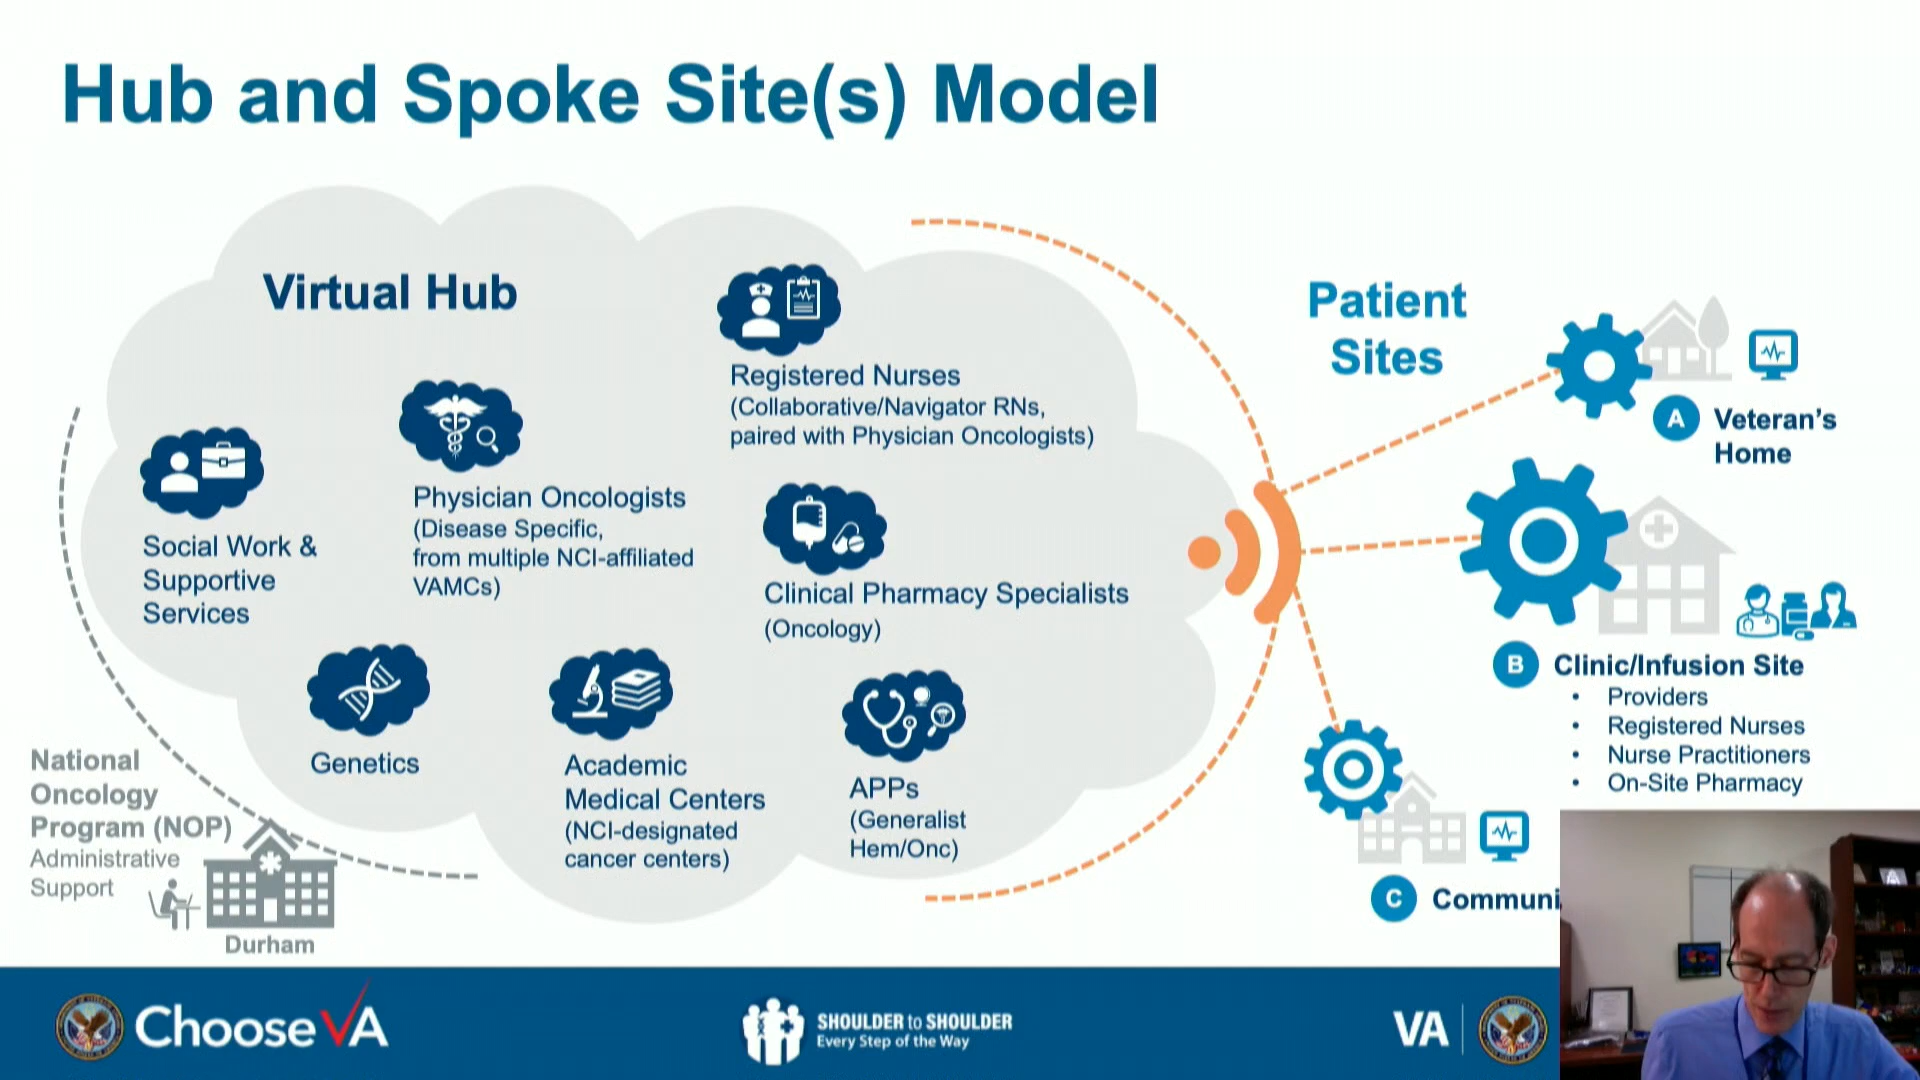 Hub and Spoke Site(s) Model
Virtual Hub
Registered Nurses
(Collaborative/Navigator RNs,
paired with Physician Oncologists)
Physician Oncologists
(Disease Specific,
from multiple NCI-affiliated
VAMCs)
Social Work &
Supportive
Services
Clinical Pharmacy Specialists
(Oncology)
Genetics
Academic
Medical Centers
(NCI-designated
cancer centers)
APPs
(Generalist
Hem/Onc)
National
Oncology
Program (NOP)
Administrative
Support
Durham
Patient
Sites
A Veteran's
Home
B Clinic/Infusion Site
• Providers
• Registered Nurses
• Nurse Practitioners
• On-Site Pharmacy
C
Choose VA
SHOULDER to SHOULDER
Every Step of the Way
VA